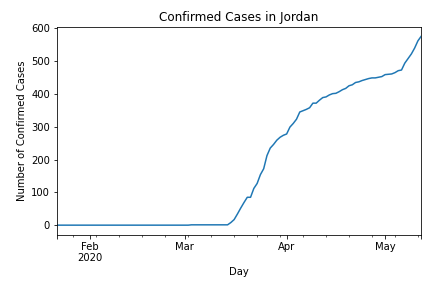 Confirmed Cases in Jordan
600
500
400
300
200
100
0
Number of Confirmed Cases
Feb
2020
Mar
Apr
May
Day